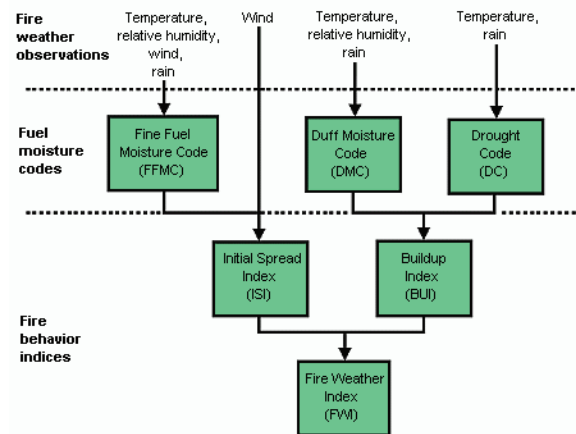 Fire
weather
observations
Temperature,
relative humidity,
wind,
rain
Wind
Temperature,
relative humidity,
rain
Temperature,
rain
Fuel
moisture
codes
Fine Fuel
Moisture Code
(FFMC)
Duff Moisture
Code
(DMC)
Drought
Code
(DC)
Fire
behavior
indices
Initial Spread
Index
(ISI)
Buildup
Index
(BUI)
Fire Weather
Index
(FWI)